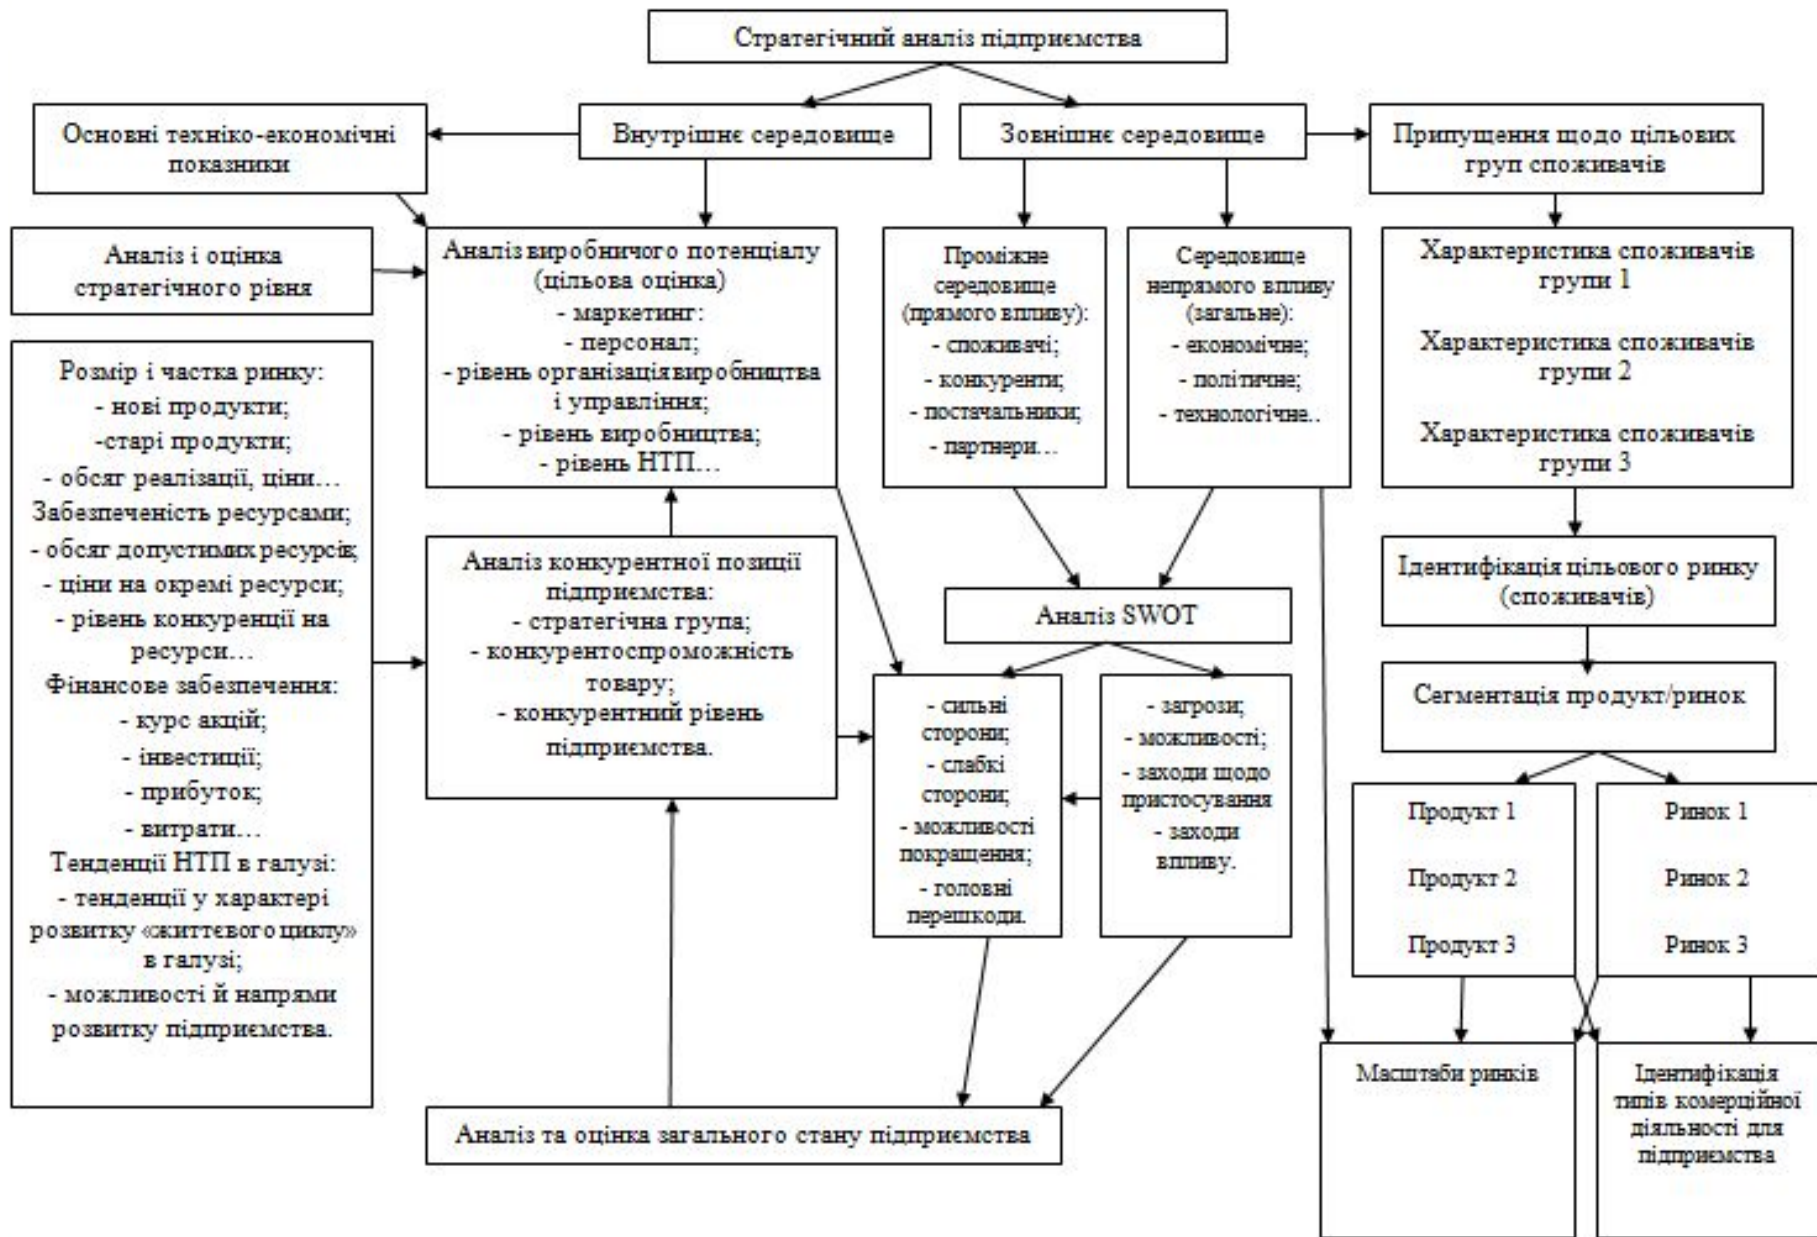 Стратегічний аналіз підприємства
Основні техніко-економічні
показники
Внутрішнє середовище
Зовнішнє середовище
Припущення щодо цільових
груп споживачів
Аналіз і оцінка
стратегічного рівня
Аналіз виробничого потенціалу
(цільова оцінка)
- маркетинг:
- персонал;
- рівень організація виробництва
і управління;
- рівень виробництва;
- рівень НТП...
Проміжне
середовище
(прямого впливу):
- споживачі;
- конкуренти;
- постачальники;
- партнери...
Середовище
непрямого впливу
(загальне):
- економічне;
- політичне;
- технологічне..
Характеристика споживачів
групи 1
Характеристика споживачів
групи 2
Характеристика споживачів
групи 3
Розмір і частка ринку:
- нові продукти;
-старі продукти;
- обсяг реалізації, ціни...
Забезпеченість ресурсами;
- обсяг допустимих ресурсів;
- ціни на окремі ресурси;
- рівень конкуренції на
ресурси...
Фінансове забезпечення:
- курс акцій;
- інвестиції;
- прибуток;
- витрати...
Тенденції НТП в галузі:
- тенденції у характері
розвитку «життєвого циклу»
в галузі;
- можливості й напрями
розвитку підприємства.
Аналіз конкурентної позиції
підприємства:
- стратегічна група;
- конкурентоспроможність
товару;
- конкурентний рівень
підприємства.
Аналіз SWOT
Ідентифікація цільового ринку
(споживачів)
- сильні
сторони;
- слабкі
сторони;
- можливості
покращення;
- головні
перешкоди.
- загрози;
- можливості;
- заходи щодо
пристосування
- заходи
впливу.
Сегментація продукт/ринок
Продукт 1
Продукт 2
Продукт 3
Ринок 1
Ринок 2
Ринок 3
Аналіз та оцінка загального стану підприємства
Масштаби ринків
Ідентифікація
типів комерційної
діяльності для
підприємства